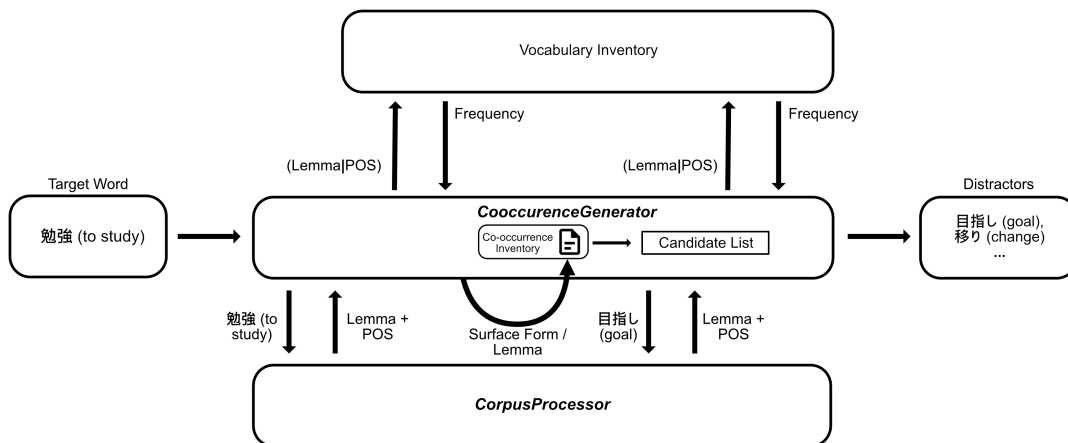 Vocabulary Inventory
Frequency
Frequency
(Lemma|POS)
(Lemma|POS)
Target Word
勉強 (to study)
CooccurenceGenerator
Co-occurrence
Inventory
Candidate List
Distractors
目指し (goal),
移り (change)
...
勉強 (to
study)
Lemma +
POS
Surface Form /
Lemma
目指し
(goal)
Lemma +
POS
CorpusProcessor